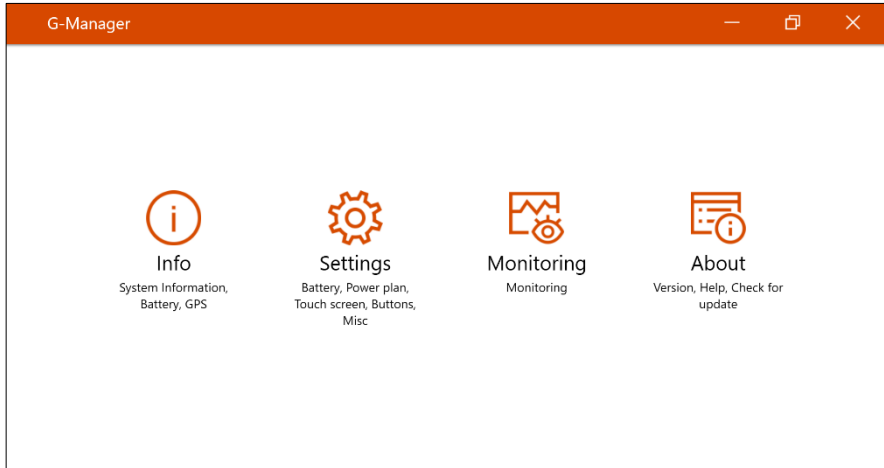 G-Manager
Info
System Information,
Battery, GPS
Settings
Battery, Power plan,
Touch screen, Buttons,
Misc
Monitoring
Monitoring
About
Version, Help, Check for
update